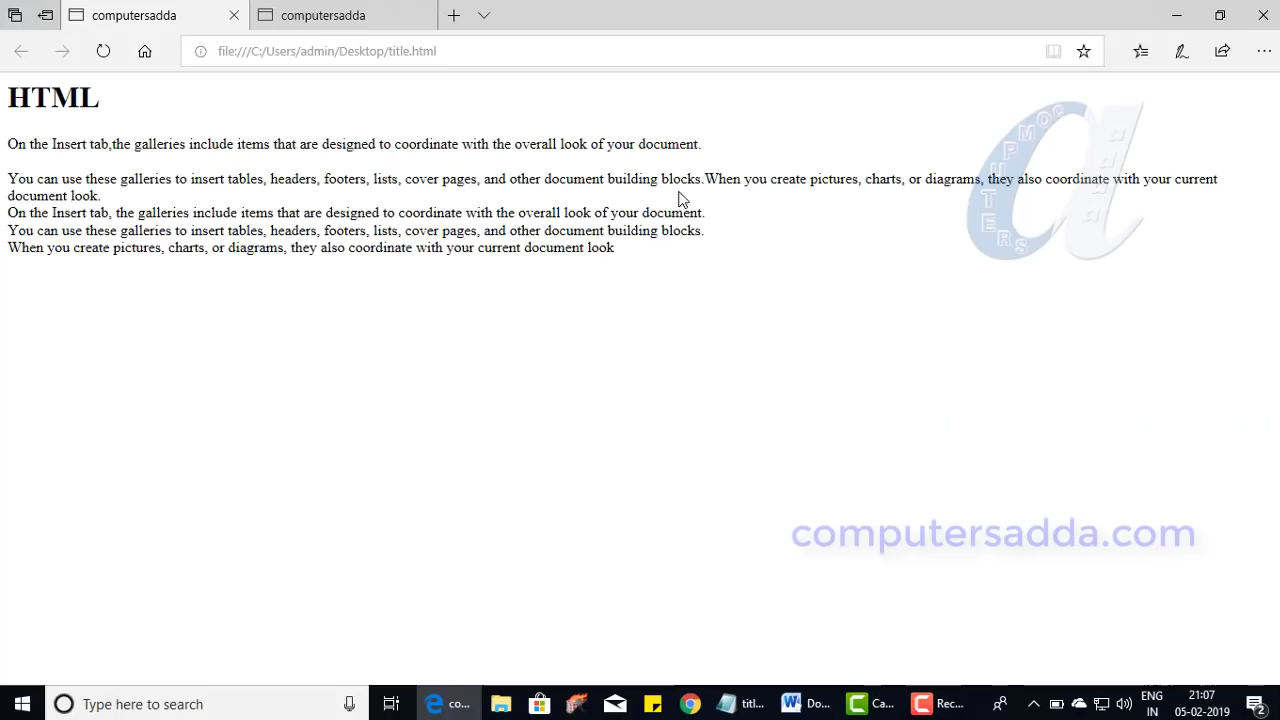 computersadda
computersadda
file:///C:/Users/admin/Desktop/title.html
HTML
On the Insert tab,the galleries include items that are designed to coordinate with the overall look of your document.
You can use these galleries to insert tables, headers, footers, lists, cover pages, and other document building blocks.When you create pictures, charts, or diagrams, they also coordinate with your current
document look.
On the Insert tab, the galleries include items that are designed to coordinate with the overall look of your document.
You can use these galleries to insert tables, headers, footers, lists, cover pages, and other document building blocks.
When you create pictures, charts, or diagrams, they also coordinate with your current document look
COMPUTERS
adda
computersadda.com
Type here to search
co...
titl...
Do...
Ca...
Rec...
ENG
IN
21:07
05-02-2019
2